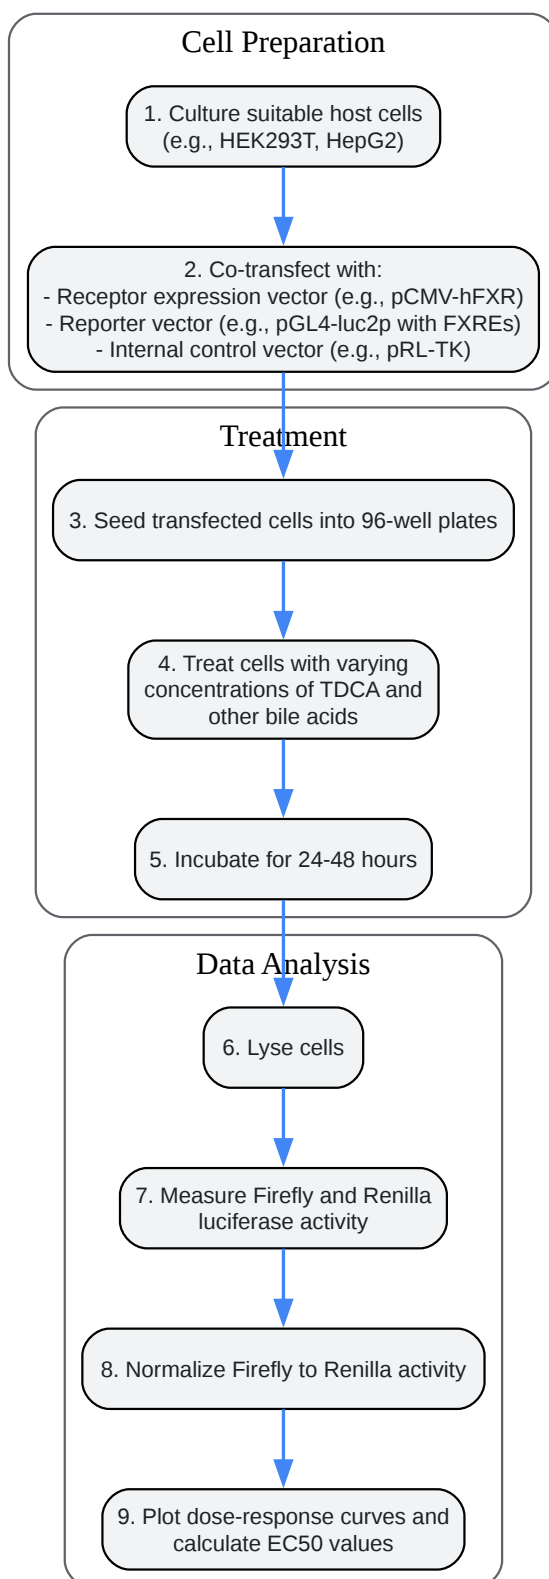 Cell Preparation
1. Culture suitable host cells
(e.g., HEK293T, HepG2)
2. Co-transfect with:
- Receptor expression vector (e.g., pCMV-hFXR)
- Reporter vector (e.g., pGL4-luc2p with FXREs)
- Internal control vector (e.g., pRL-TK)
Treatment
3. Seed transfected cells into 96-well plates
4. Treat cells with varying
concentrations of TDCA and
other bile acids
5. Incubate for 24-48 hours
Data Analysis
6. Lyse cells
7. Measure Firefly and Renilla
luciferase activity
8. Normalize Firefly to Renilla activity
9. Plot dose-response curves and
calculate EC50 values